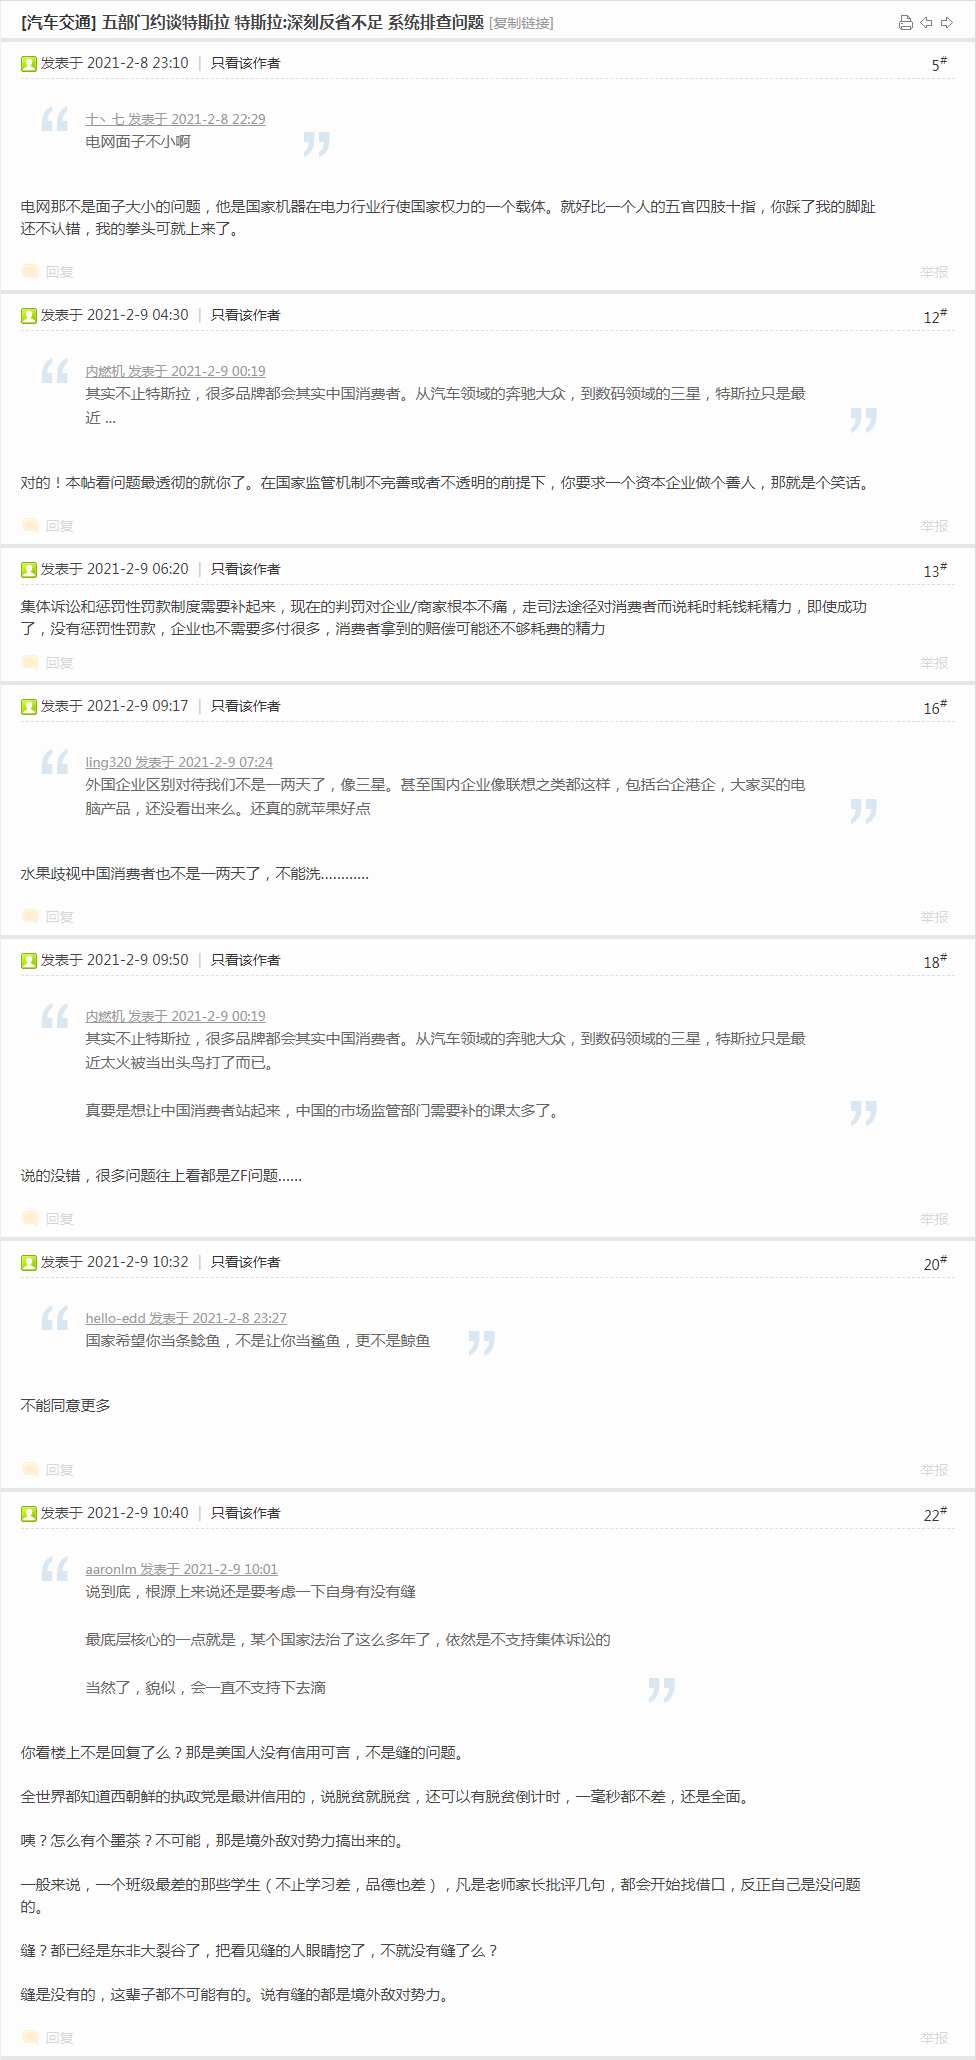 [汽车交通] 五部门约谈特斯拉 特斯拉:深刻反省不足 系统排查问题 [复制链接]
发表于 2021-2-8 23:10 | 只看该作者 5#
十丶七 发表于 2021-2-8 22:29
电网面子不小啊
电网那不是面子大小的问题，他是国家机器在电力行业行使国家权力的一个载体。就好比一个人的五官四肢十指，你踩了我的脚趾
还不认错，我的拳头可就上来了。
回复 举报
发表于 2021-2-9 04:30 | 只看该作者 12#
内燃机 发表于 2021-2-9 00:19
其实不止特斯拉，很多品牌都会其实中国消费者。从汽车领域的奔驰大众，到数码领域的三星，特斯拉只是最
近 ...
对的！本帖看问题最透彻的就你了。在国家监管机制不完善或者不透明的前提下，你要求一个资本企业做个善人，那就是个笑话。
回复 举报
发表于 2021-2-9 06:20 | 只看该作者 13#
集体诉讼和惩罚性罚款制度需要补起来，现在的判罚对企业/商家根本不痛，走司法途径对消费者而说耗时耗钱耗精力，即使成功
了，没有惩罚性罚款，企业也不需要多付很多，消费者拿到的赔偿可能还不够耗费的精力
回复 举报
发表于 2021-2-9 09:17 | 只看该作者 16#
ling320 发表于 2021-2-9 07:24
外国企业区别对待我们不是一两天了，像三星。甚至国内企业像联想之类都这样，包括台企港企，大家买的电
脑产品，还没看出来么。还真的就苹果好点
水果歧视中国消费者也不是一两天了，不能洗............
回复 举报
发表于 2021-2-9 09:50 | 只看该作者 18#
内燃机 发表于 2021-2-9 00:19
其实不止特斯拉，很多品牌都会其实中国消费者。从汽车领域的奔驰大众，到数码领域的三星，特斯拉只是最
近太火被当出头鸟打了而已。
真要是想让中国消费者站起来，中国的市场监管部门需要补的课太多了。
说的没错，很多问题往上看都是ZF问题......
回复 举报
发表于 2021-2-9 10:32 | 只看该作者 20#
hello-edd 发表于 2021-2-8 23:27
国家希望你当条鲶鱼，不是让你当鲨鱼，更不是鲸鱼
不能同意更多
回复 举报
发表于 2021-2-9 10:40 | 只看该作者 22#
aaronlm 发表于 2021-2-9 10:01
说到底，根源上来说还是要考虑一下自身有没有缝
最底层核心的一点就是，某个国家法治了这么多年了，依然是不支持集体诉讼的
当然了，貌似，会一直不支持下去滴
你看楼上不是回复了么？那是美国人没有信用可言，不是缝的问题。
全世界都知道西朝鲜的执政党是最讲信用的，说脱贫就脱贫，还可以有脱贫倒计时，一毫秒都不差，还是全面。
咦？怎么有个墨茶？不可能，那是境外敌对势力搞出来的。
一般来说，一个班级最差的那些学生（不止学习差，品德也差），凡是老师家长批评几句，都会开始找借口，反正自己是没问题
的。
缝？都已经是东非大裂谷了，把看见缝的人眼睛挖了，不就没有缝了么？
缝是没有的，这辈子都不可能有的。说有缝的都是境外敌对势力。
回复 举报